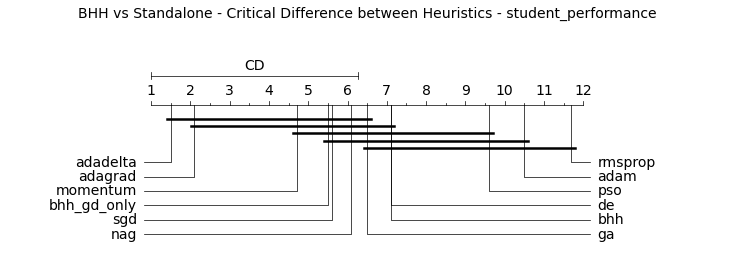 BHH vs Standalone - Critical Difference between Heuristics - student_performance
CD
1 2 3 4 5 6 7 8 9 10 11 12
adadelta rmsprop
adagrad adam
momentum pso
bhh_gd_only de
sgd bhh
nag ga